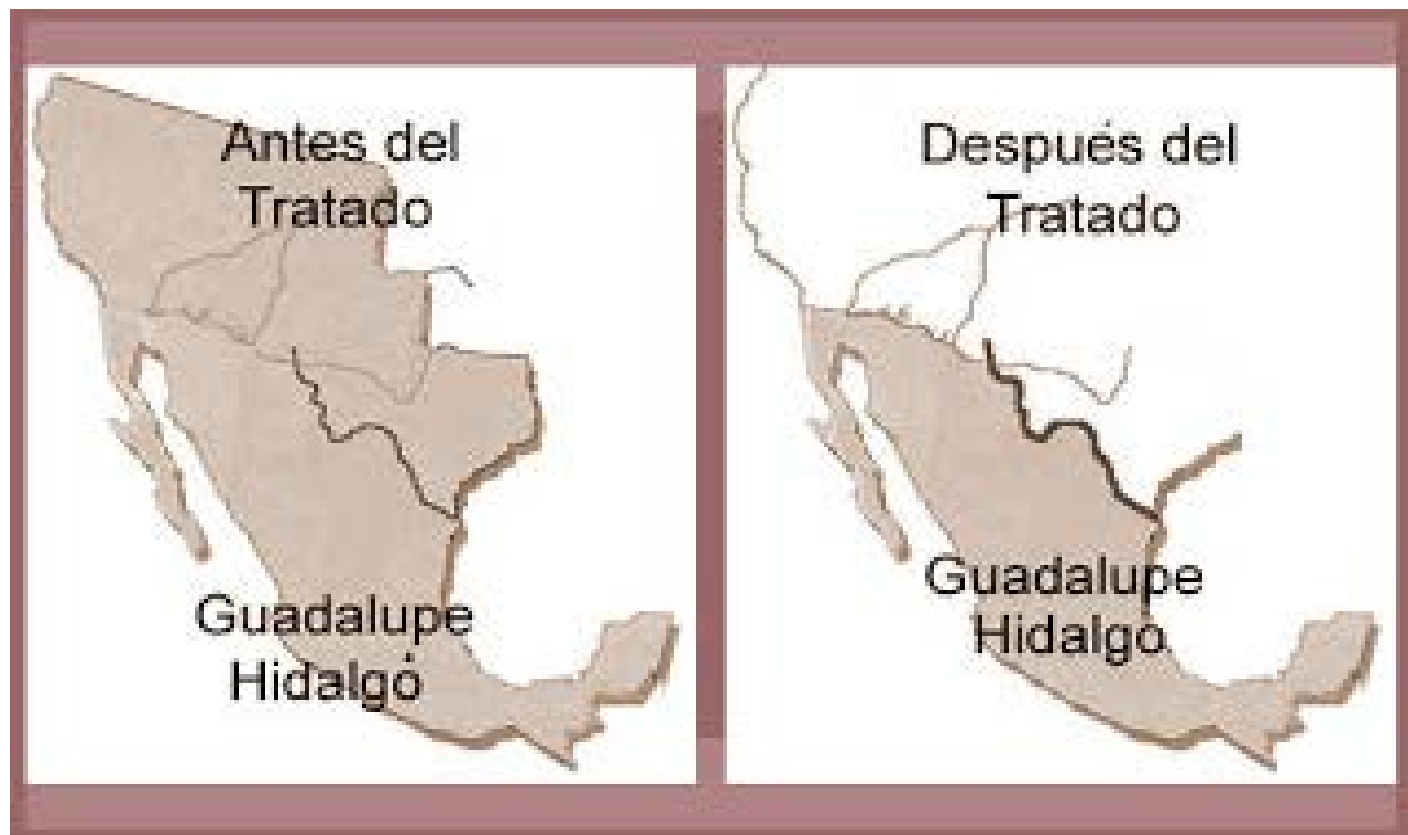 Antes del
Tratado
Guadalupe
Hidalgo
Después del
Tratado
Guadalupe
Hidalgo